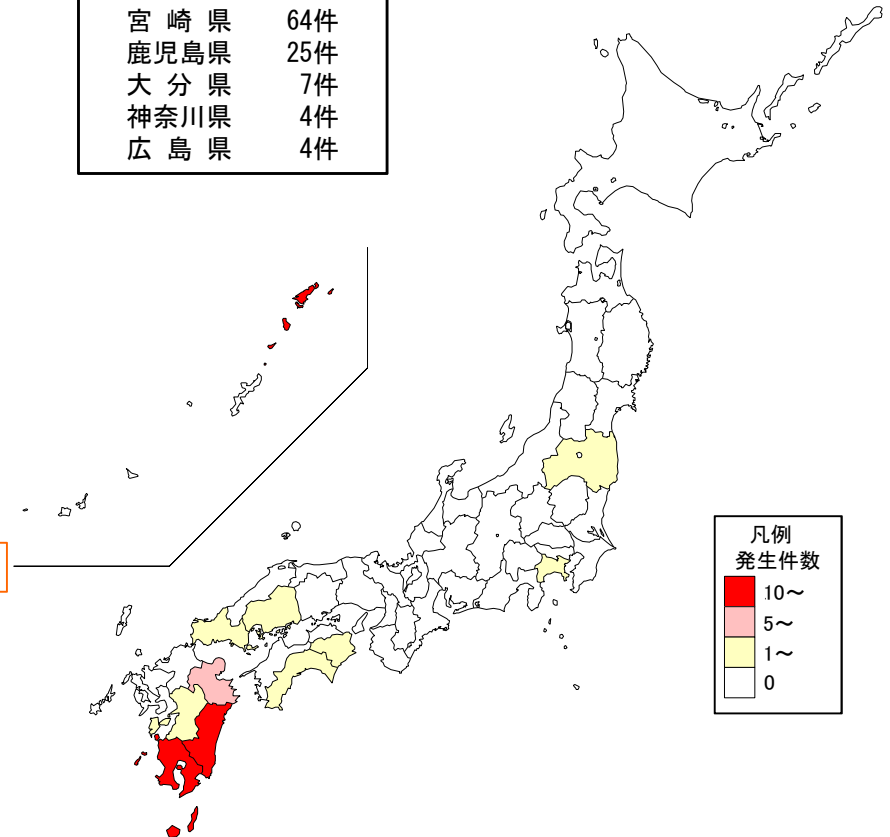 宮 崎 県 64件
鹿児島県 25件
大 分 県 7件
神奈川県 4件
広 島 県 4件
凡例
発生件数
10～
5～
1～
0